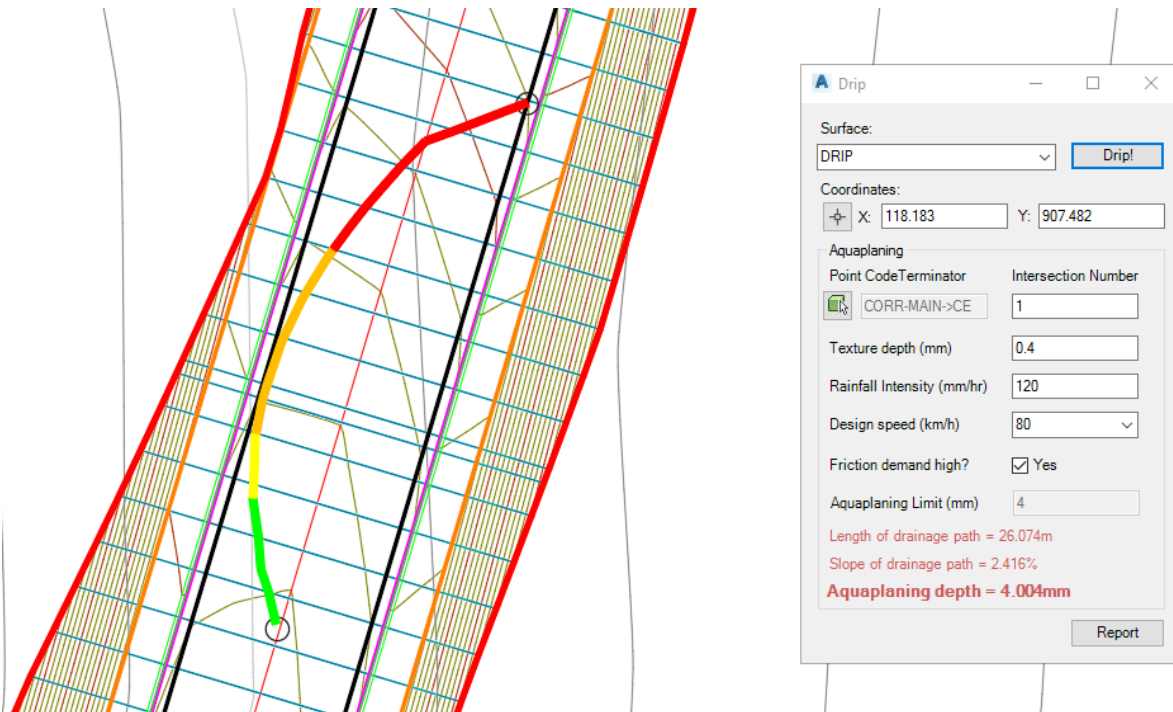 Drip
Surface:
DRIP
Drip!
Coordinates:
X: 118.183 Y: 907.482
Aquaplaning
Point CodeTerminator Intersection Number
CORR-MAIN->CE 1
Texture depth (mm) 0.4
Rainfall Intensity (mm/hr) 120
Design speed (km/h) 80
Friction demand high? Yes
Aquaplaning Limit (mm) 4
Length of drainage path = 26.074m
Slope of drainage path = 2.416%
Aquaplaning depth = 4.004mm
Report